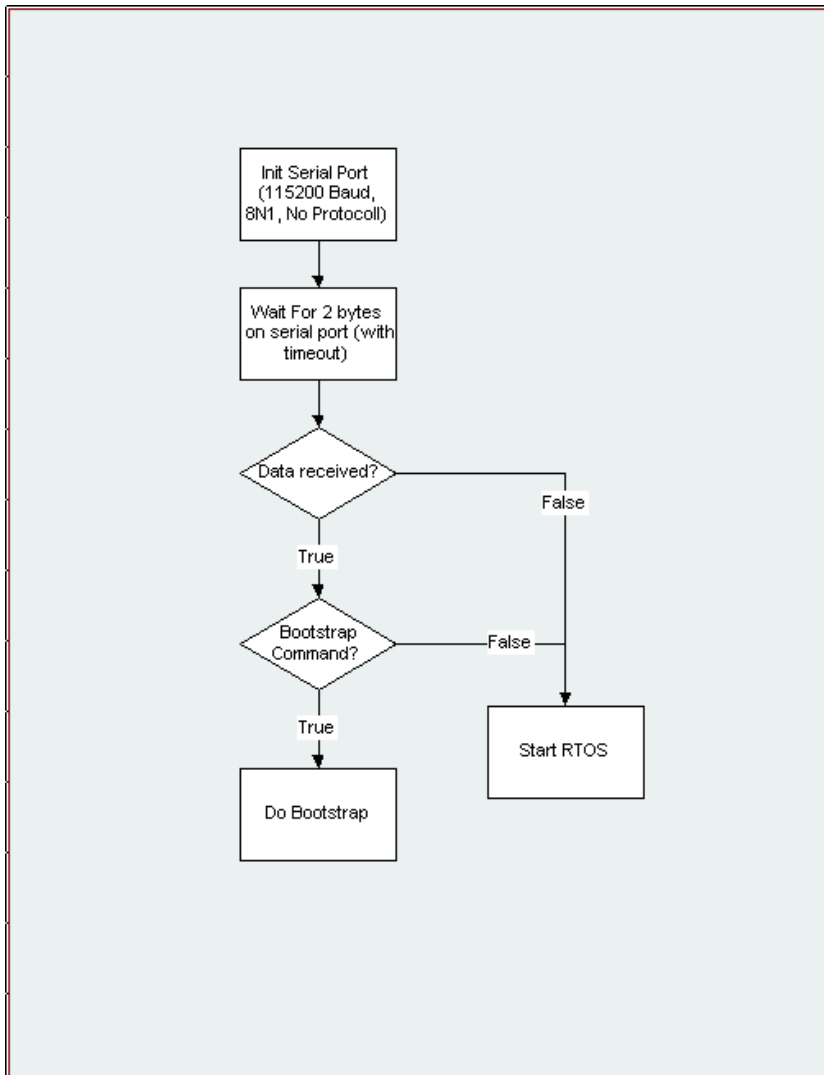 Init Serial Port
(115200 Baud,
8N1, No Protocoll)
Wait For 2 bytes
on serial port (with
timeout)
Data received?
False
True
Bootstrap
Command?
False
True
Start RTOS
Do Bootstrap